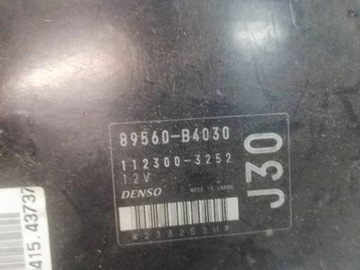 89560-B4030
112300-3252
12V
DENSO MADE IN JAPAN
J30
415.43737